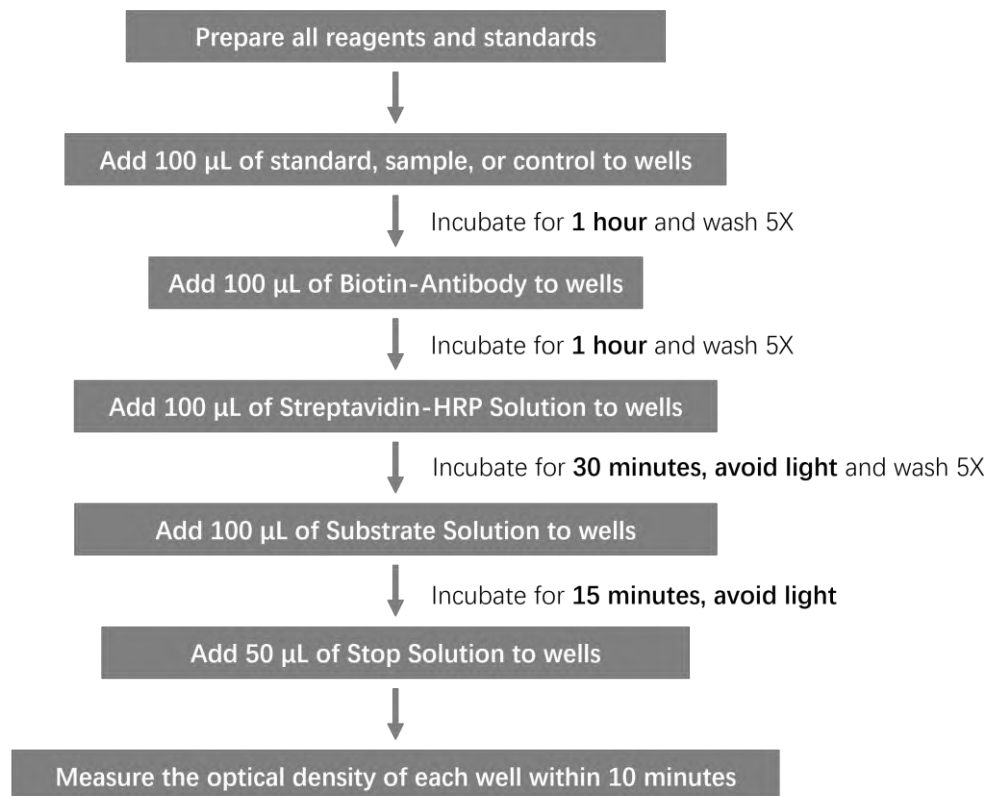 Prepare all reagents and standards
Add 100 μL of standard, sample, or control to wells
Incubate for 1 hour and wash 5X
Add 100 μL of Biotin-Antibody to wells
Incubate for 1 hour and wash 5X
Add 100 μL of Streptavidin-HRP Solution to wells
Incubate for 30 minutes, avoid light and wash 5X
Add 100 μL of Substrate Solution to wells
Incubate for 15 minutes, avoid light
Add 50 μL of Stop Solution to wells
Measure the optical density of each well within 10 minutes